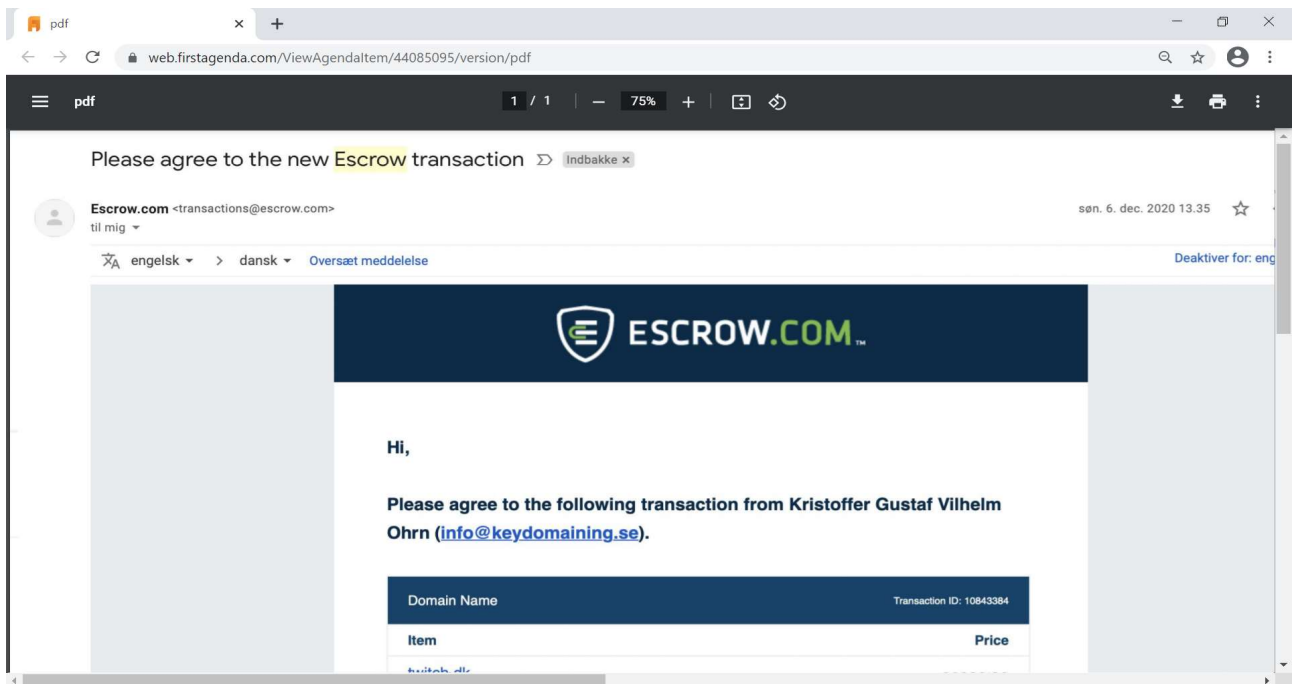 pdf
web.firstagenda.com/ViewAgendaItem/44085095/version/pdf
pdf
1 / 1
75%
Please agree to the new Escrow transaction Indbakke x
Escrow.com <transactions@escrow.com>
søn. 6. dec. 2020 13.35
til mig
engelsk > dansk Oversæt meddelelse
Deaktiver for: eng
ESCROW.COM™
Hi,
Please agree to the following transaction from Kristoffer Gustaf Vilhelm
Ohrn (info@keydomaining.se).
Domain Name
Transaction ID: 10843384
Item
Price
twitch.dk